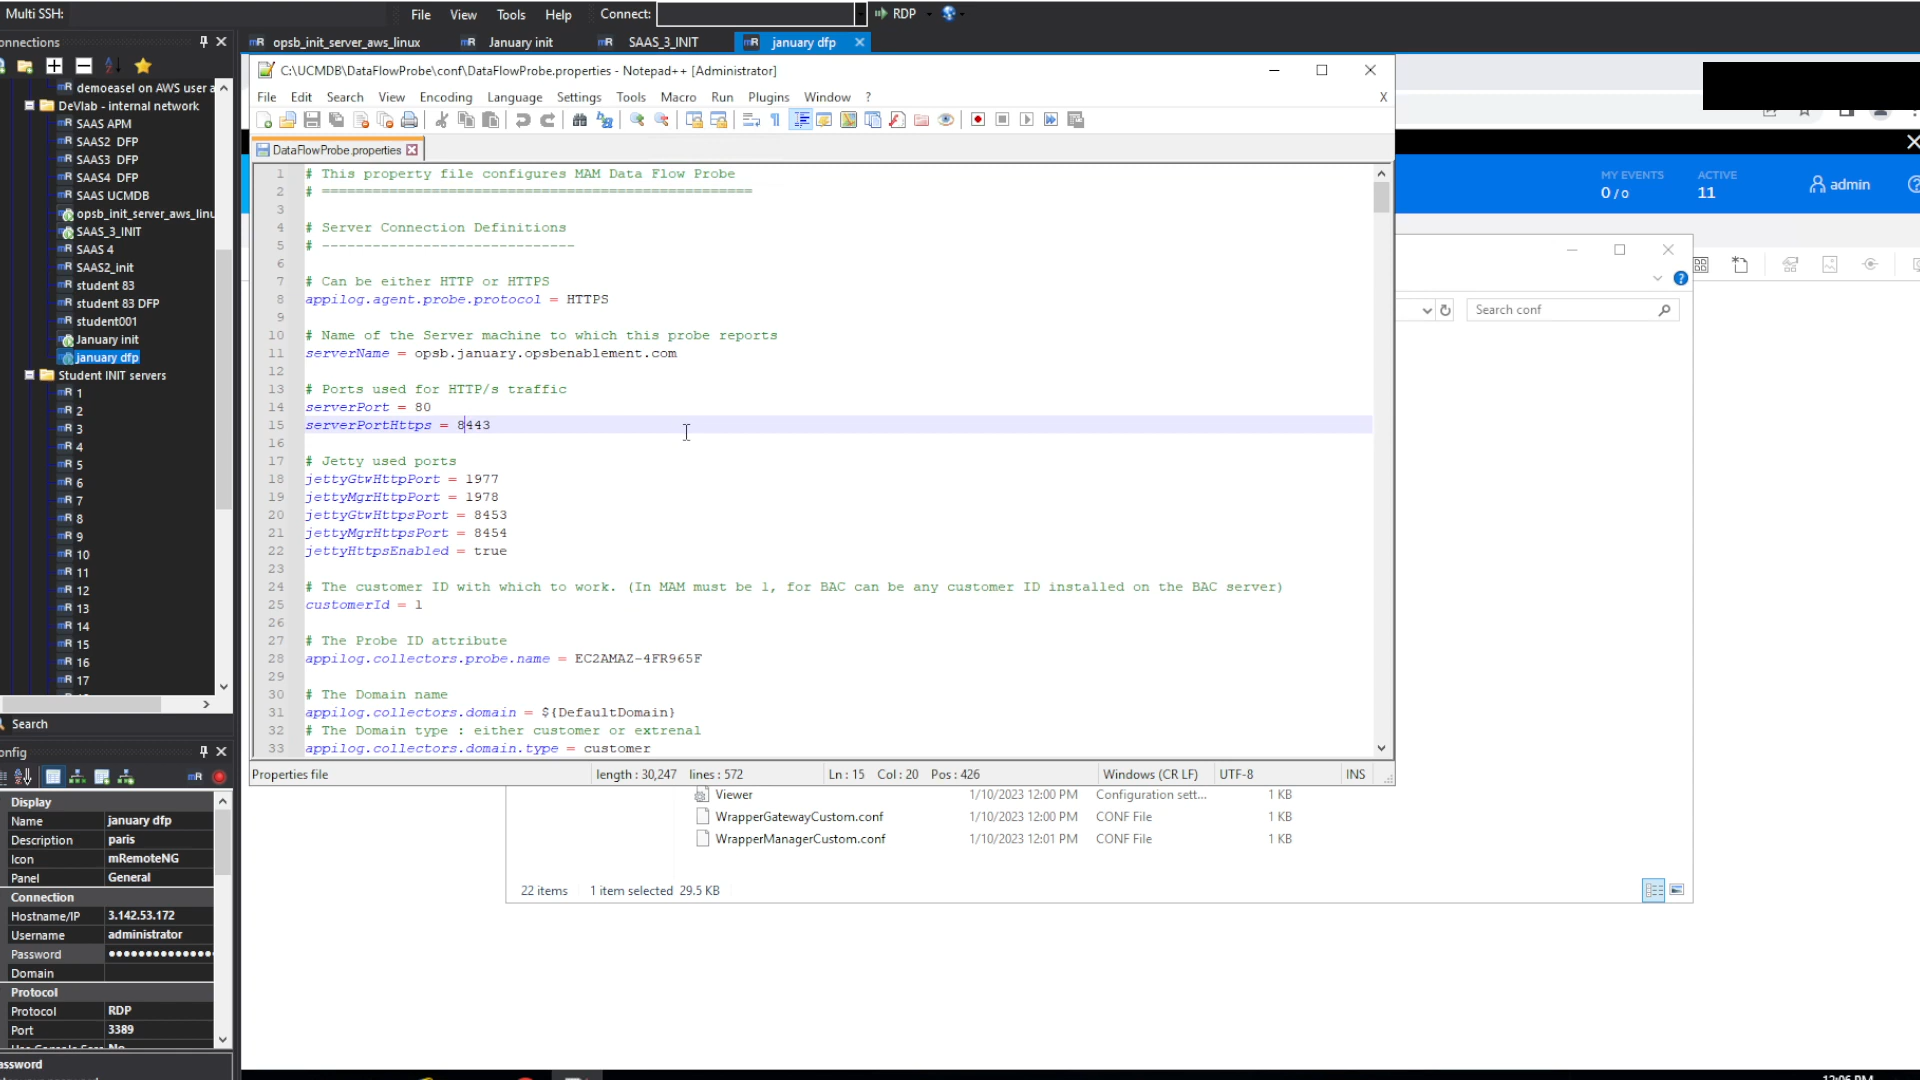 Multi SSH:
File View Tools Help Connect: RDP
onnections
opsb_init_server_aws_linux January init SAAS_3_INIT january dfp
demoeasel on AWS user a
DeVlab - internal network
SAAS APM
SAAS2 DFP
SAAS3 DFP
SAAS4 DFP
SAAS UCMDB
opsb_init_server_aws_linu
SAAS_3_INIT
SAAS 4
SAAS2_init
student 83
student 83 DFP
student001
January init
january dfp
Student INIT servers
1
2
3
4
5
6
7
8
9
10
11
12
13
14
15
16
17
Search
onfig
Display
Name january dfp
Description paris
Icon mRemoteNG
Panel General
Connection
Hostname/IP 3.142.53.172
Username administrator
Password ••••••••••••••
Domain
Protocol
Protocol RDP
Port 3389
assword
C:\UCMDB\DataFlowProbe\conf\DataFlowProbe.properties - Notepad++ [Administrator]
File Edit Search View Encoding Language Settings Tools Macro Run Plugins Window ? X
DataFlowProbe.properties
1 # This property file configures MAM Data Flow Probe
2 # ===================================================
3
4 # Server Connection Definitions
5 # ------------------------------
6
7 # Can be either HTTP or HTTPS
8 appilog.agent.probe.protocol = HTTPS
9
10 # Name of the Server machine to which this probe reports
11 serverName = opsb.january.opsbenablement.com
12
13 # Ports used for HTTP/s traffic
14 serverPort = 80
15 serverPortHttps = 8443
16
17 # Jetty used ports
18 jettyGtwHttpPort = 1977
19 jettyMgrHttpPort = 1978
20 jettyGtwHttpsPort = 8453
21 jettyMgrHttpsPort = 8454
22 jettyHttpsEnabled = true
23
24 # The customer ID with which to work. (In MAM must be 1, for BAC can be any customer ID installed on the BAC server)
25 customerId = 1
26
27 # The Probe ID attribute
28 appilog.collectors.probe.name = EC2AMAZ-4FR965F
29
30 # The Domain name
31 appilog.collectors.domain = ${DefaultDomain}
32 # The Domain type : either customer or extrenal
33 appilog.collectors.domain.type = customer
Properties file length : 30,247 lines : 572 Ln : 15 Col : 20 Pos : 426 Windows (CR LF) UTF-8 INS
MY EVENTS ACTIVE
0 / 0 11 admin
Search conf
Viewer 1/10/2023 12:00 PM Configuration sett... 1 KB
WrapperGatewayCustom.conf 1/10/2023 12:00 PM CONF File 1 KB
WrapperManagerCustom.conf 1/10/2023 12:01 PM CONF File 1 KB
22 items 1 item selected 29.5 KB